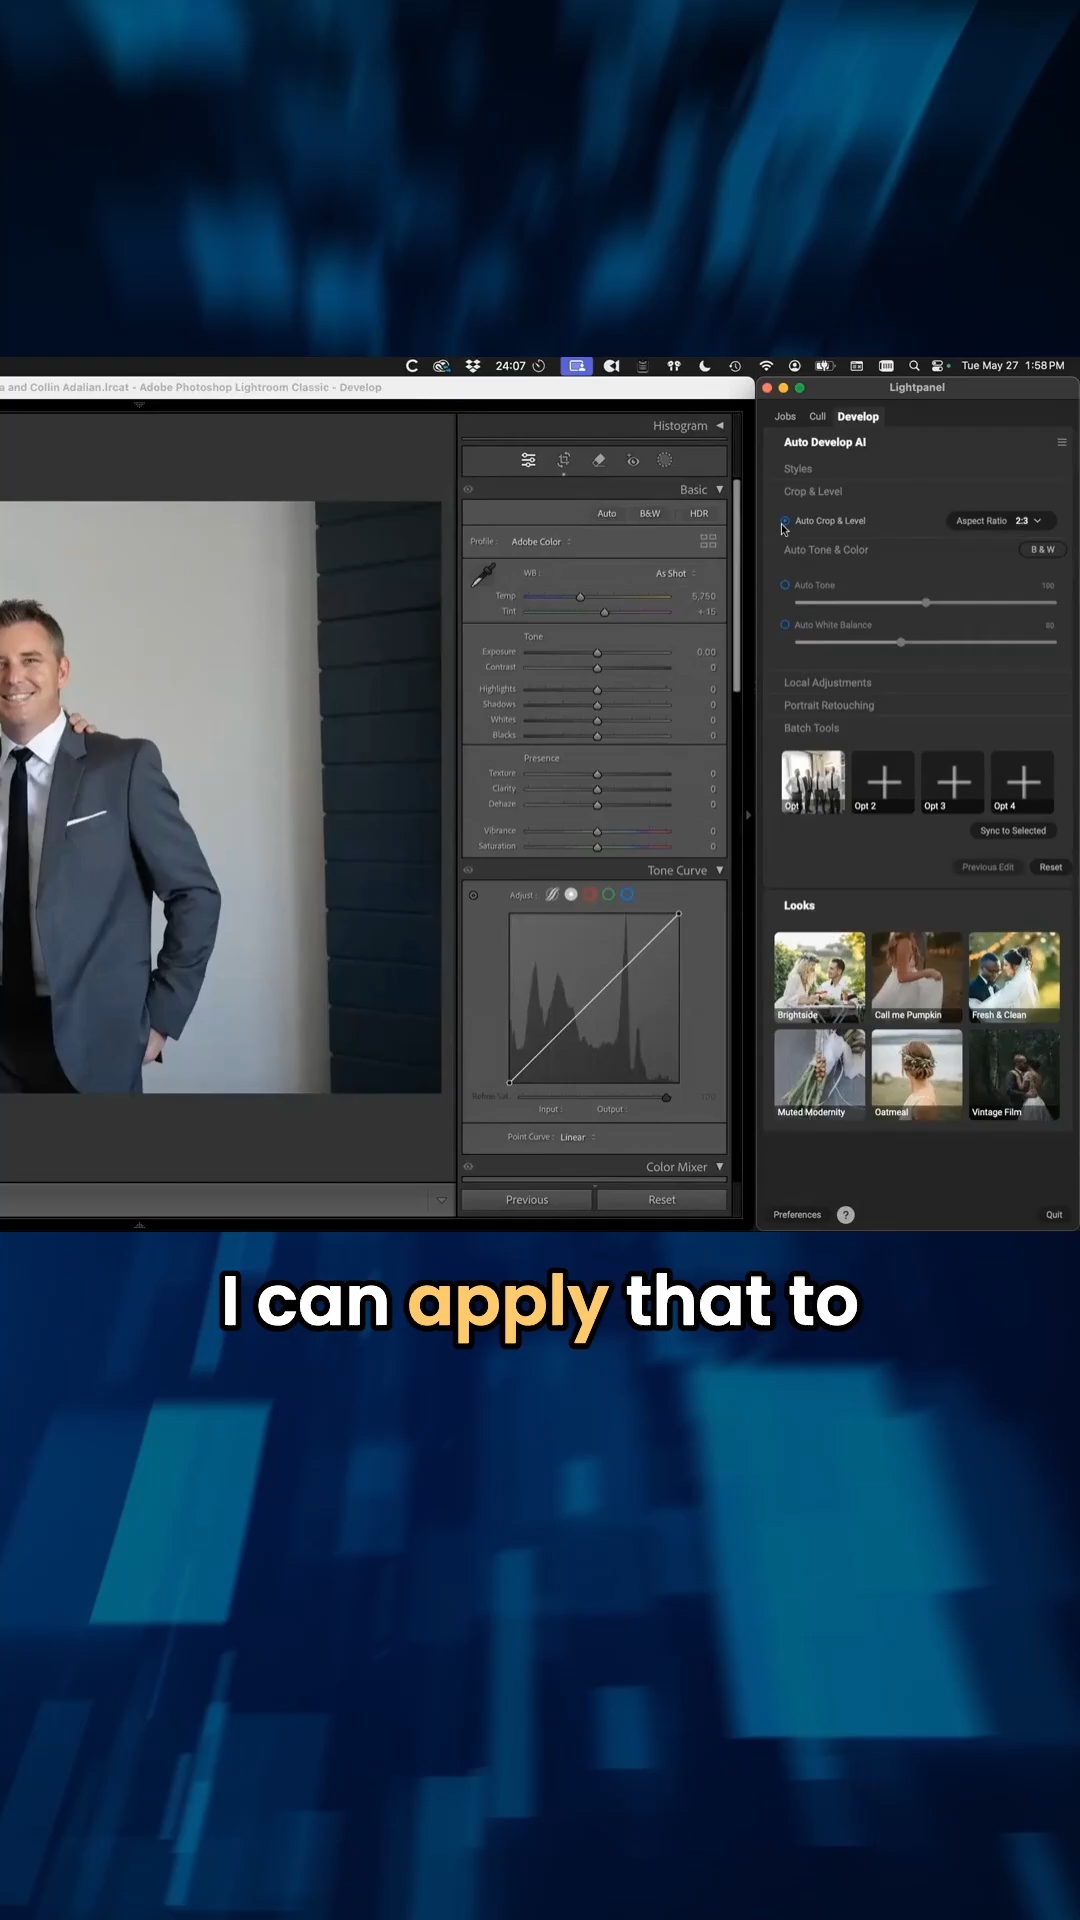 24:07
Tue May 27 1:58PM
a and Collin Adalian.lrcat - Adobe Photoshop Lightroom Classic - Develop
Histogram
Basic
Auto B&W HDR
Profile : Adobe Color
WB : As Shot
Temp 5,750
Tint + 15
Tone
Exposure 0.00
Contrast 0
Highlights 0
Shadows 0
Whites 0
Blacks 0
Presence
Texture 0
Clarity 0
Dehaze 0
Vibrance 0
Saturation 0
Tone Curve
Adjust :
Refine Sat. 100
Input : Output :
Point Curve : Linear
Color Mixer
Previous Reset
Lightpanel
Jobs Cull Develop
Auto Develop AI
Styles
Crop & Level
Auto Crop & Level Aspect Ratio 2:3
Auto Tone & Color B & W
Auto Tone 100
Auto White Balance 80
Local Adjustments
Portrait Retouching
Batch Tools
Opt 1 Opt 2 Opt 3 Opt 4
Sync to Selected
Previous Edit Reset
Looks
Brightside Call me Pumpkin Fresh & Clean
Muted Modernity Oatmeal Vintage Film
Preferences ? Quit
I can apply that to